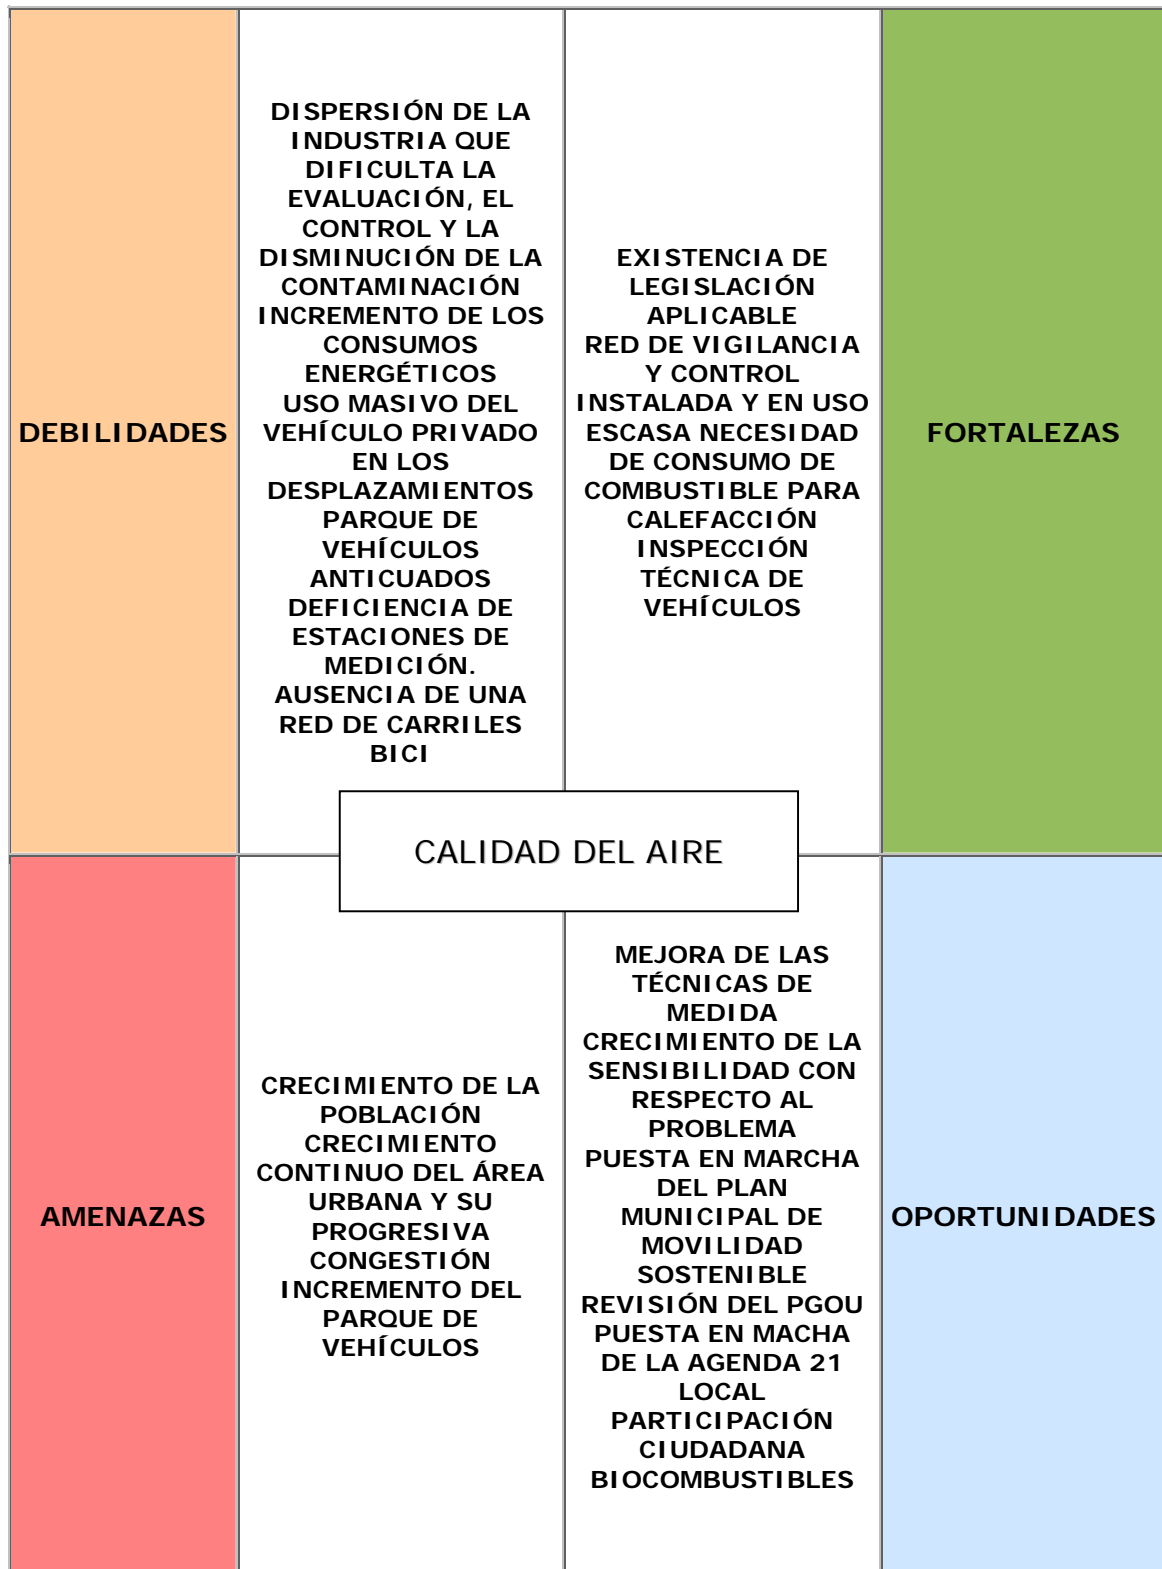 DEBILIDADES
DISPERSIÓN DE LA
INDUSTRIA QUE
DIFICULTA LA
EVALUACIÓN, EL
CONTROL Y LA
DISMINUCIÓN DE LA
CONTAMINACIÓN
INCREMENTO DE LOS
CONSUMOS
ENERGÉTICOS
USO MASIVO DEL
VEHÍCULO PRIVADO
EN LOS
DESPLAZAMIENTOS
PARQUE DE
VEHÍCULOS
ANTICUADOS
DEFICIENCIA DE
ESTACIONES DE
MEDICIÓN.
AUSENCIA DE UNA
RED DE CARRILES
BICI
EXISTENCIA DE
LEGISLACIÓN
APLICABLE
RED DE VIGILANCIA
Y CONTROL
INSTALADA Y EN USO
ESCASA NECESIDAD
DE CONSUMO DE
COMBUSTIBLE PARA
CALEFACCIÓN
INSPECCIÓN
TÉCNICA DE
VEHÍCULOS
FORTALEZAS
CALIDAD DEL AIRE
AMENAZAS
CRECIMIENTO DE LA
POBLACIÓN
CRECIMIENTO
CONTINUO DEL ÁREA
URBANA Y SU
PROGRESIVA
CONGESTIÓN
INCREMENTO DEL
PARQUE DE
VEHÍCULOS
MEJORA DE LAS
TÉCNICAS DE
MEDIDA
CRECIMIENTO DE LA
SENSIBILIDAD CON
RESPECTO AL
PROBLEMA
PUESTA EN MARCHA
DEL PLAN
MUNICIPAL DE
MOVILIDAD
SOSTENIBLE
REVISIÓN DEL PGOU
PUESTA EN MACHA
DE LA AGENDA 21
LOCAL
PARTICIPACIÓN
CIUDADANA
BIOCOMBUSTIBLES
OPORTUNIDADES